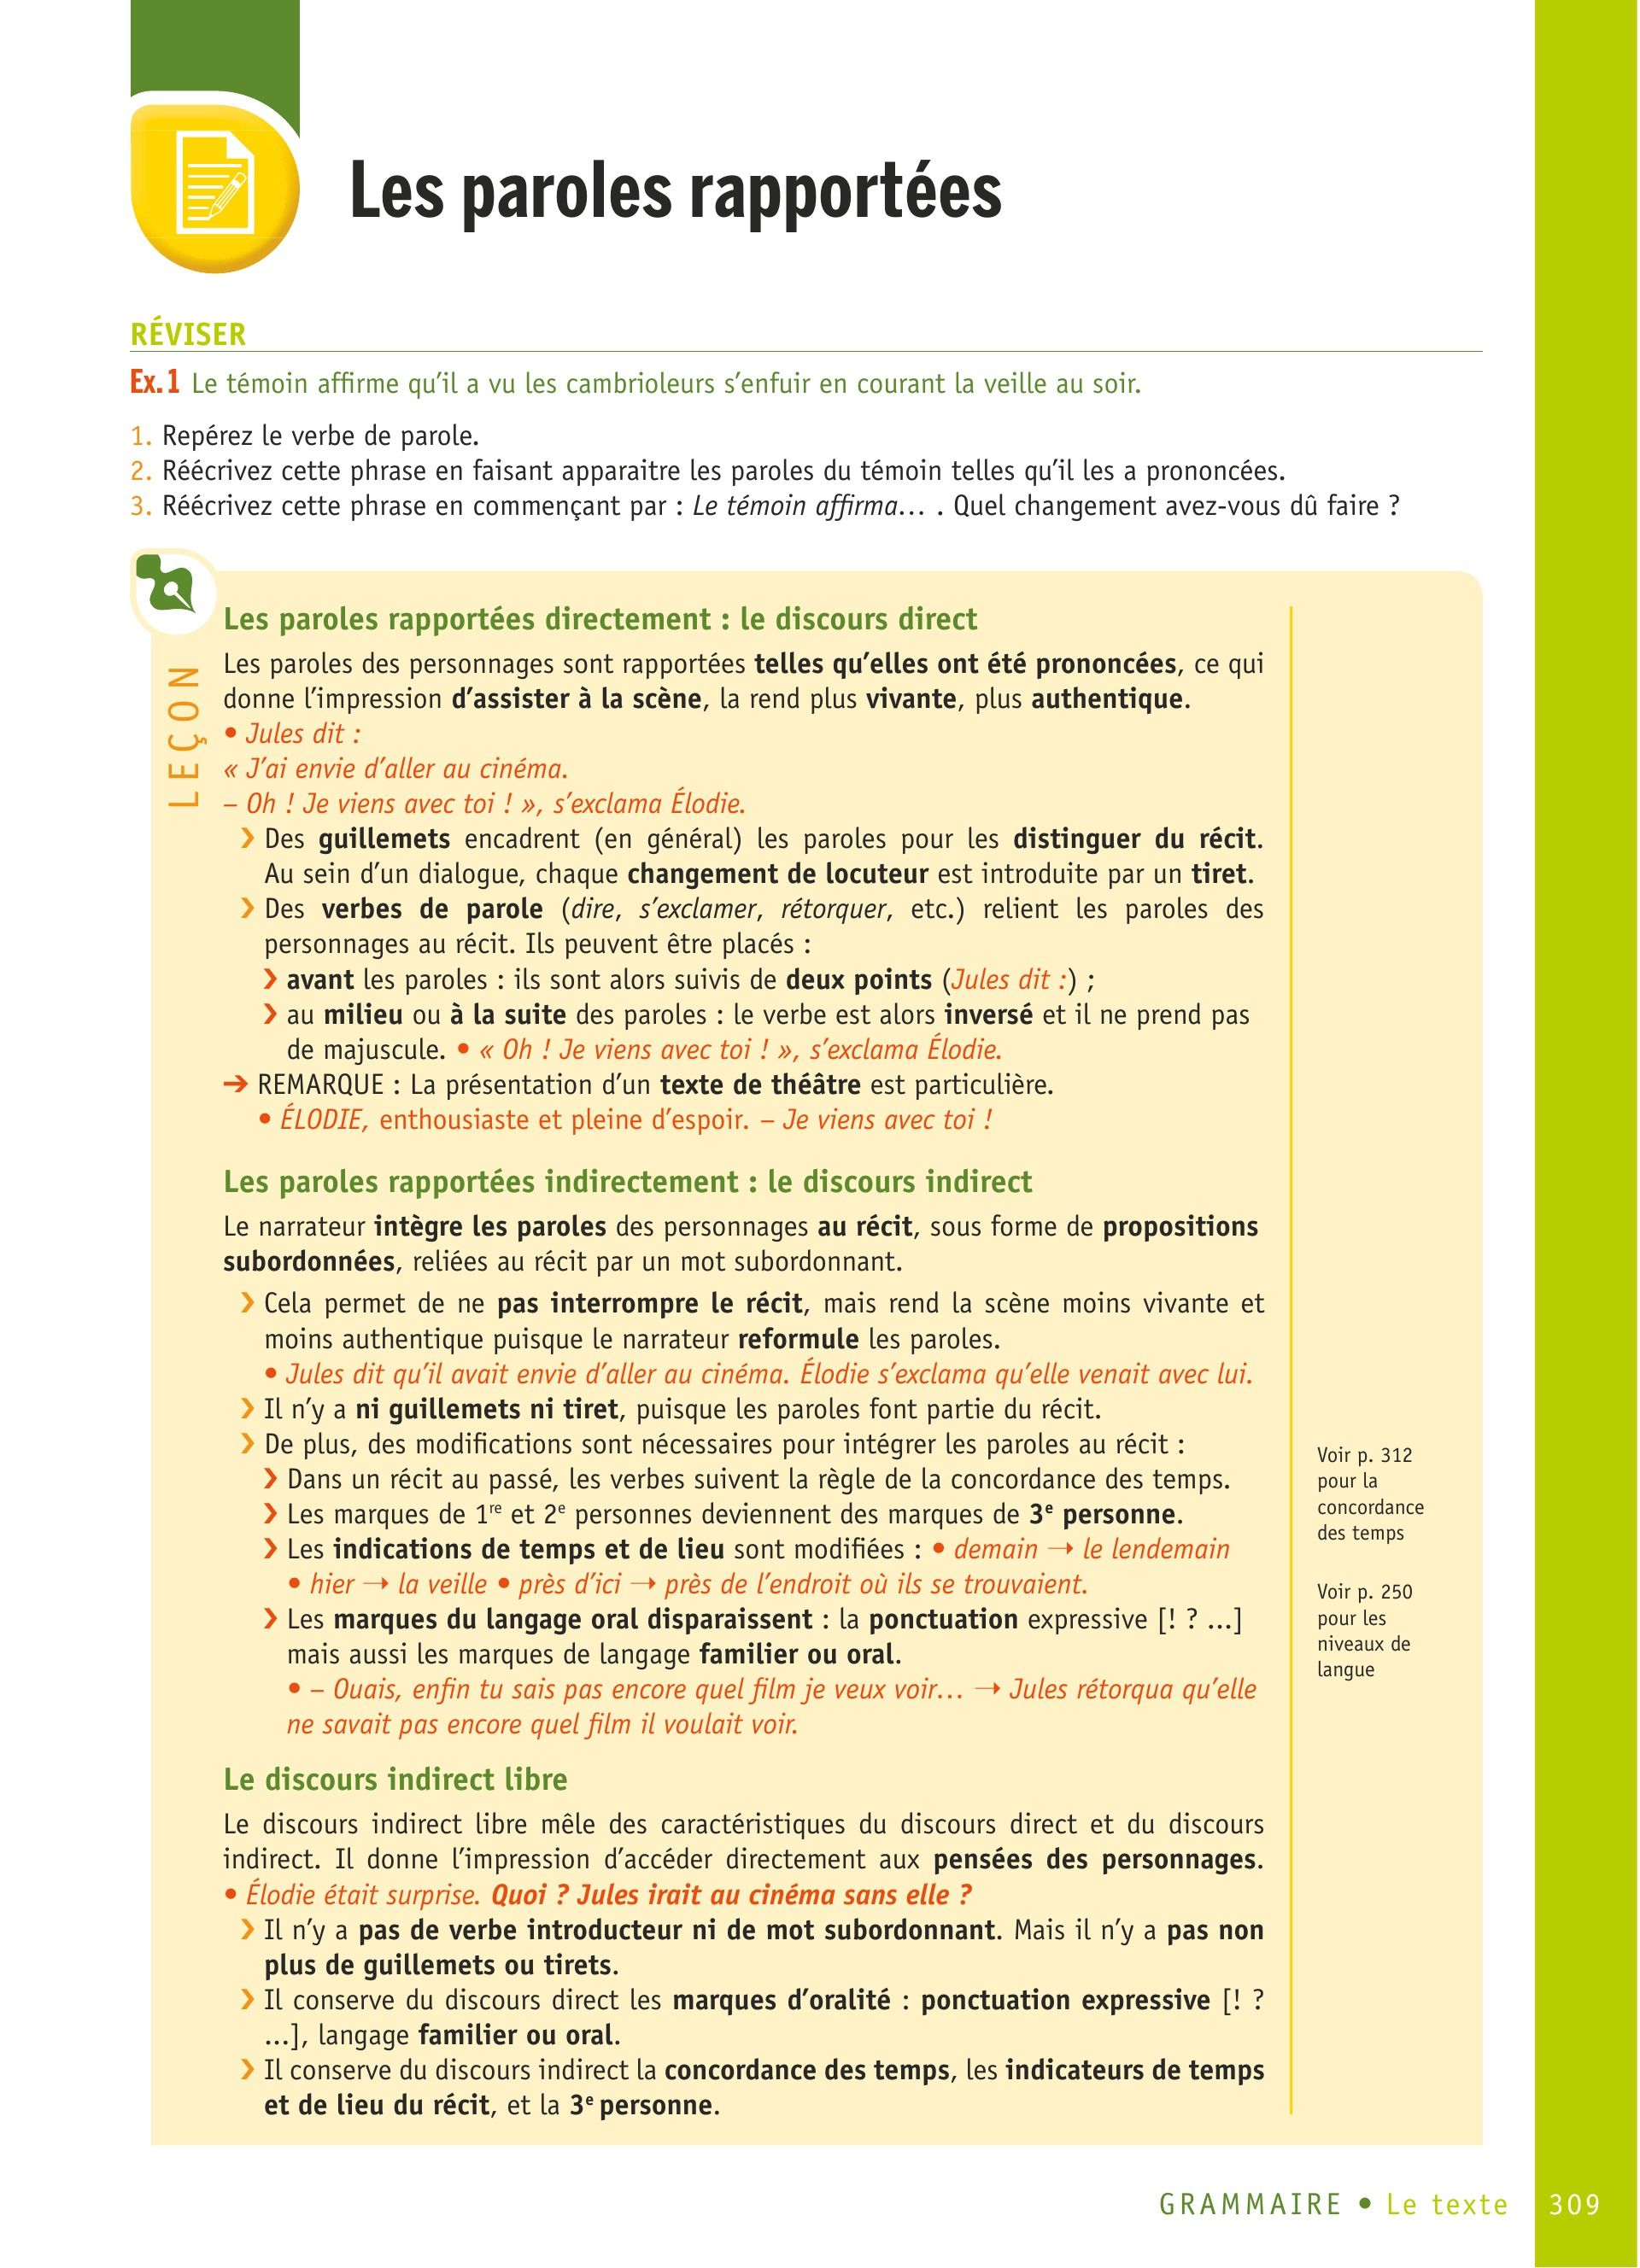 Les paroles rapportées
RÉVISER
Ex.1 Le témoin affirme qu’il a vu les cambrioleurs s’enfuir en courant la veille au soir.
1. Repérez le verbe de parole.
2. Réécrivez cette phrase en faisant apparaitre les paroles du témoin telles qu’il les a prononcées.
3. Réécrivez cette phrase en commençant par : Le témoin affirma… . Quel changement avez-vous dû faire ?
LEÇON
Les paroles rapportées directement : le discours direct
Les paroles des personnages sont rapportées telles qu’elles ont été prononcées, ce qui
donne l’impression d’assister à la scène, la rend plus vivante, plus authentique.
• Jules dit :
« J’ai envie d’aller au cinéma.
– Oh ! Je viens avec toi ! », s’exclama Élodie.
❯ Des guillemets encadrent (en général) les paroles pour les distinguer du récit.
Au sein d’un dialogue, chaque changement de locuteur est introduite par un tiret.
❯ Des verbes de parole (dire, s’exclamer, rétorquer, etc.) relient les paroles des
personnages au récit. Ils peuvent être placés :
❯ avant les paroles : ils sont alors suivis de deux points (Jules dit :) ;
❯ au milieu ou à la suite des paroles : le verbe est alors inversé et il ne prend pas
de majuscule. • « Oh ! Je viens avec toi ! », s’exclama Élodie.
➔ REMARQUE : La présentation d’un texte de théâtre est particulière.
• ÉLODIE, enthousiaste et pleine d’espoir. – Je viens avec toi !
Les paroles rapportées indirectement : le discours indirect
Le narrateur intègre les paroles des personnages au récit, sous forme de propositions
subordonnées, reliées au récit par un mot subordonnant.
❯ Cela permet de ne pas interrompre le récit, mais rend la scène moins vivante et
moins authentique puisque le narrateur reformule les paroles.
• Jules dit qu’il avait envie d’aller au cinéma. Élodie s’exclama qu’elle venait avec lui.
❯ Il n’y a ni guillemets ni tiret, puisque les paroles font partie du récit.
❯ De plus, des modifications sont nécessaires pour intégrer les paroles au récit :
❯ Dans un récit au passé, les verbes suivent la règle de la concordance des temps.
❯ Les marques de 1re et 2e personnes deviennent des marques de 3e personne.
❯ Les indications de temps et de lieu sont modifiées : • demain → le lendemain
• hier → la veille • près d’ici → près de l’endroit où ils se trouvaient.
❯ Les marques du langage oral disparaissent : la ponctuation expressive [! ? …]
mais aussi les marques de langage familier ou oral.
• – Ouais, enfin tu sais pas encore quel film je veux voir… → Jules rétorqua qu’elle
ne savait pas encore quel film il voulait voir.
Voir p. 312
pour la
concordance
des temps
Voir p. 250
pour les
niveaux de
langue
Le discours indirect libre
Le discours indirect libre mêle des caractéristiques du discours direct et du discours
indirect. Il donne l’impression d’accéder directement aux pensées des personnages.
• Élodie était surprise. Quoi ? Jules irait au cinéma sans elle ?
❯ Il n’y a pas de verbe introducteur ni de mot subordonnant. Mais il n’y a pas non
plus de guillemets ou tirets.
❯ Il conserve du discours direct les marques d’oralité : ponctuation expressive [! ?
…], langage familier ou oral.
❯ Il conserve du discours indirect la concordance des temps, les indicateurs de temps
et de lieu du récit, et la 3e personne.
GRAMMAIRE • Le texte 309